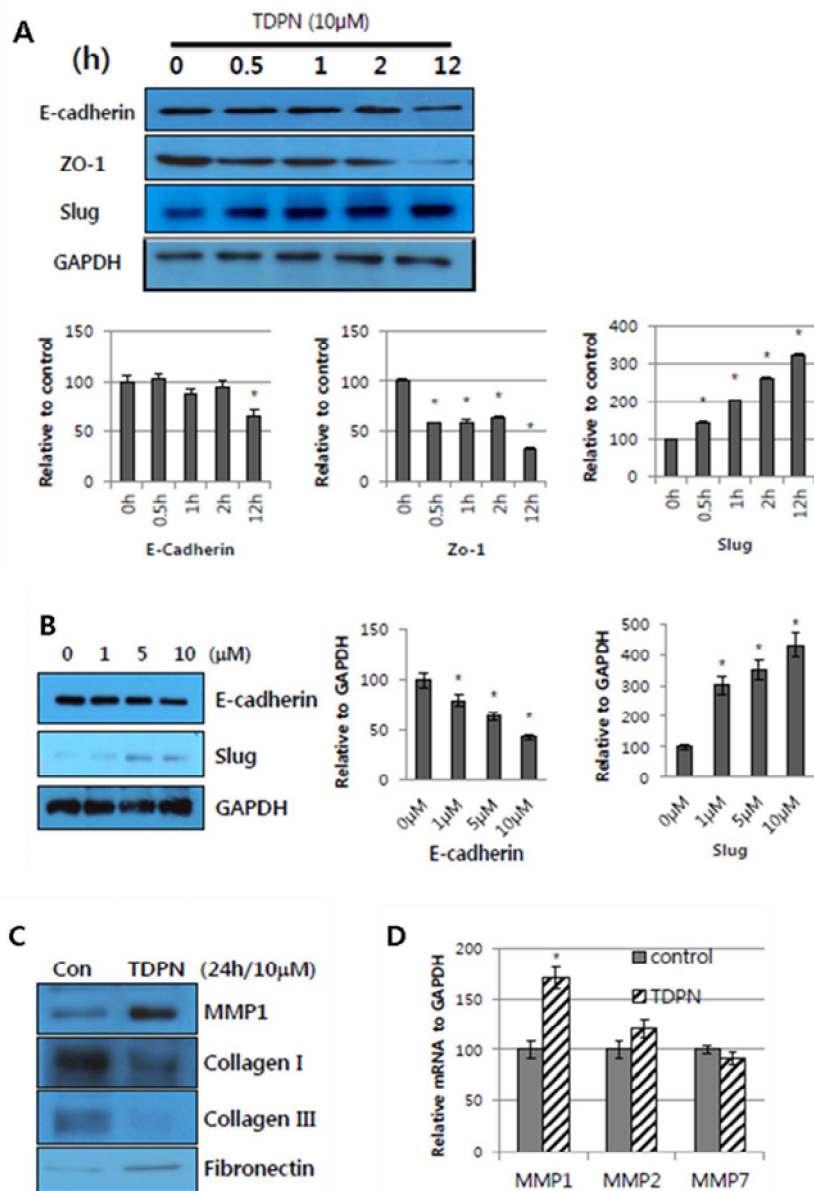 A
TDPN (10μM)
(h) 0 0.5 1 2 12
E-cadherin
ZO-1
Slug
GAPDH
Relative to control
150
100
50
0
0h 0.5h 1h 2h 12h
*
E-Cadherin
Relative to control
150
100
50
0
0h 0.5h 1h 2h 12h
* * * *
Zo-1
Relative to control
400
300
200
100
0
0h 0.5h 1h 2h 12h
* * * *
Slug
B
0 1 5 10 (μM)
E-cadherin
Slug
GAPDH
Relative to GAPDH
150
100
50
0
0μM 1μM 5μM 10μM
* * *
E-cadherin
Relative to GAPDH
500
400
300
200
100
0
0μM 1μM 5μM 10μM
* * *
Slug
C
Con TDPN (24h/10μM)
MMP1
Collagen I
Collagen III
Fibronectin
D
Relative mRNA to GAPDH
200
150
100
50
0
*
control
TDPN
MMP1 MMP2 MMP7